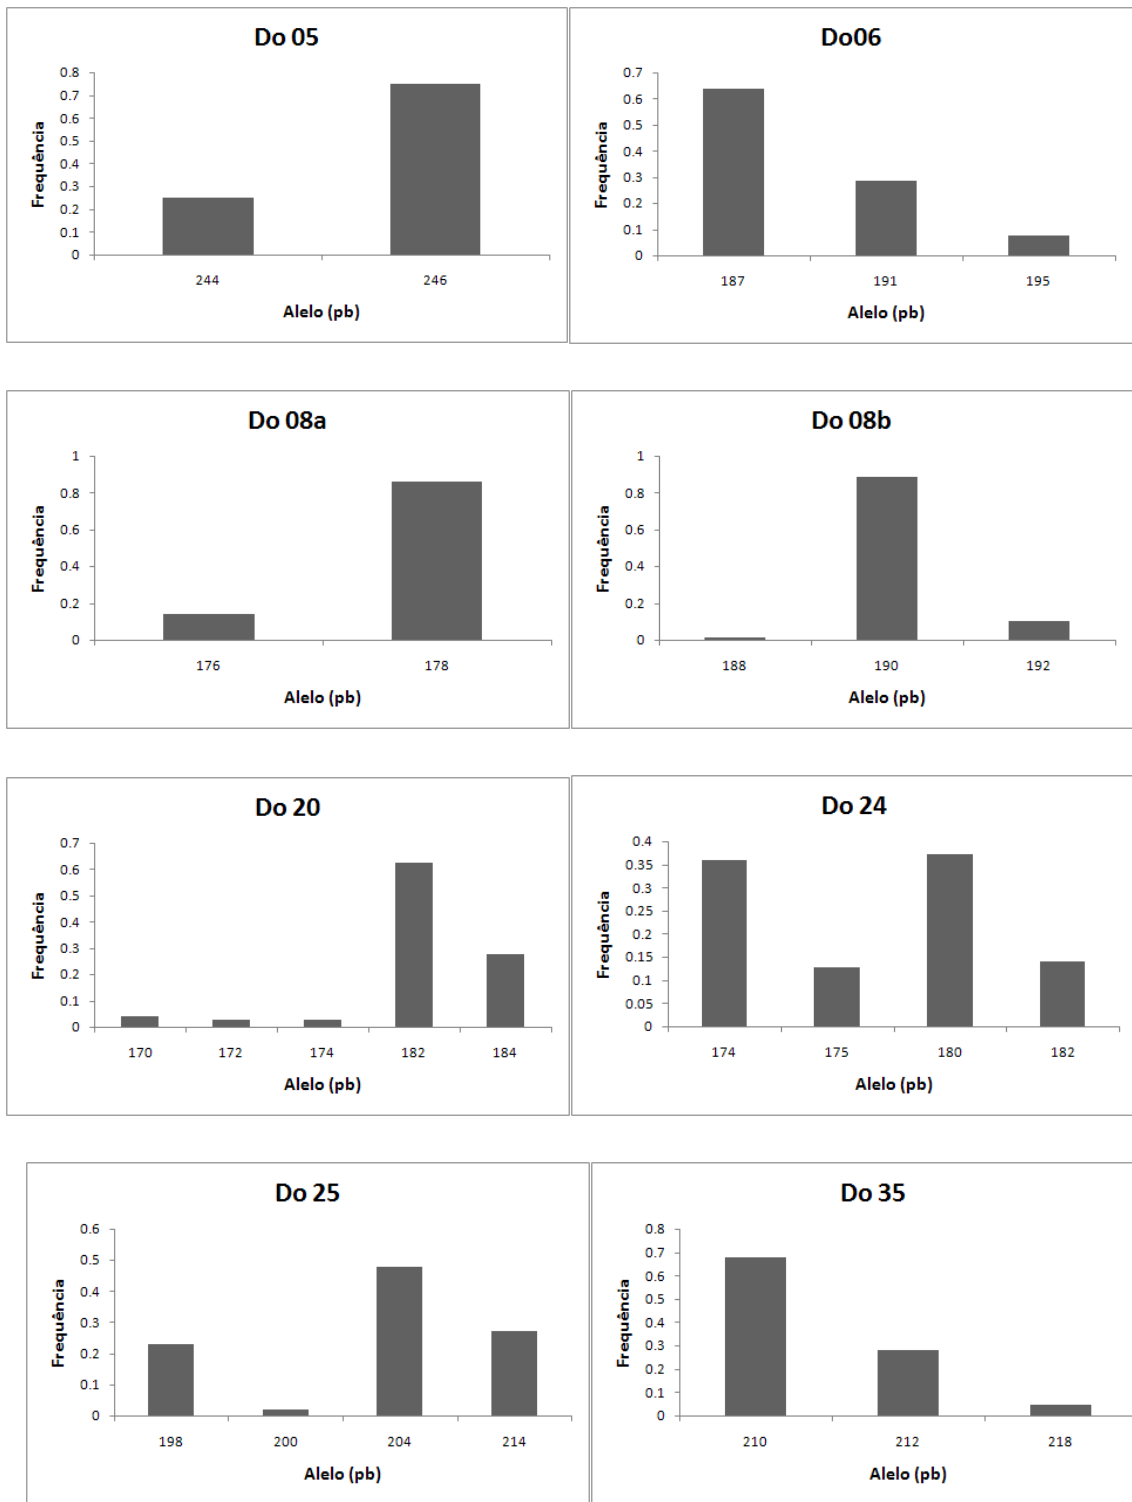 Do 05
Frequência
0.8
0.7
0.6
0.5
0.4
0.3
0.2
0.1
0
244 246
Alelo (pb)
Do06
Frequência
0.7
0.6
0.5
0.4
0.3
0.2
0.1
0
187 191 195
Alelo (pb)
Do 08a
Frequência
1
0.8
0.6
0.4
0.2
0
176 178
Alelo (pb)
Do 08b
Frequência
1
0.8
0.6
0.4
0.2
0
188 190 192
Alelo (pb)
Do 20
Frequência
0.7
0.6
0.5
0.4
0.3
0.2
0.1
0
170 172 174 182 184
Alelo (pb)
Do 24
Frequência
0.4
0.35
0.3
0.25
0.2
0.15
0.1
0.05
0
174 175 180 182
Alelo (pb)
Do 25
Frequência
0.6
0.5
0.4
0.3
0.2
0.1
0
198 200 204 214
Alelo (pb)
Do 35
Frequência
0.8
0.7
0.6
0.5
0.4
0.3
0.2
0.1
0
210 212 218
Alelo (pb)